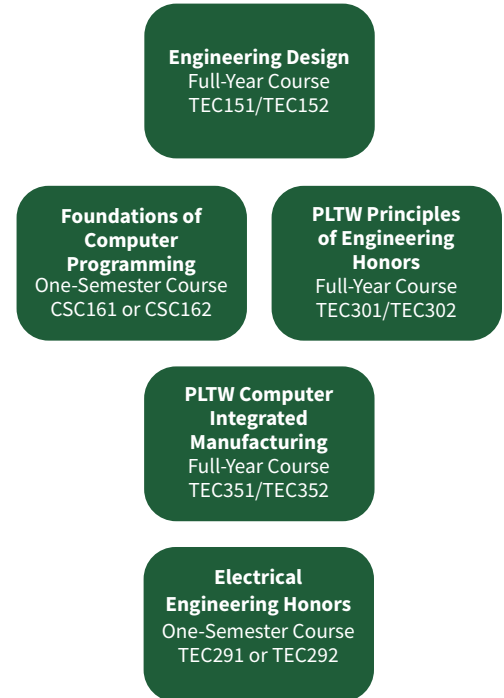 Engineering Design
Full-Year Course
TEC151/TEC152
Foundations of
Computer
Programming
One-Semester Course
CSC161 or CSC162
PLTW Principles
of Engineering
Honors
Full-Year Course
TEC301/TEC302
PLTW Computer
Integrated
Manufacturing
Full-Year Course
TEC351/TEC352
Electrical
Engineering Honors
One-Semester Course
TEC291 or TEC292